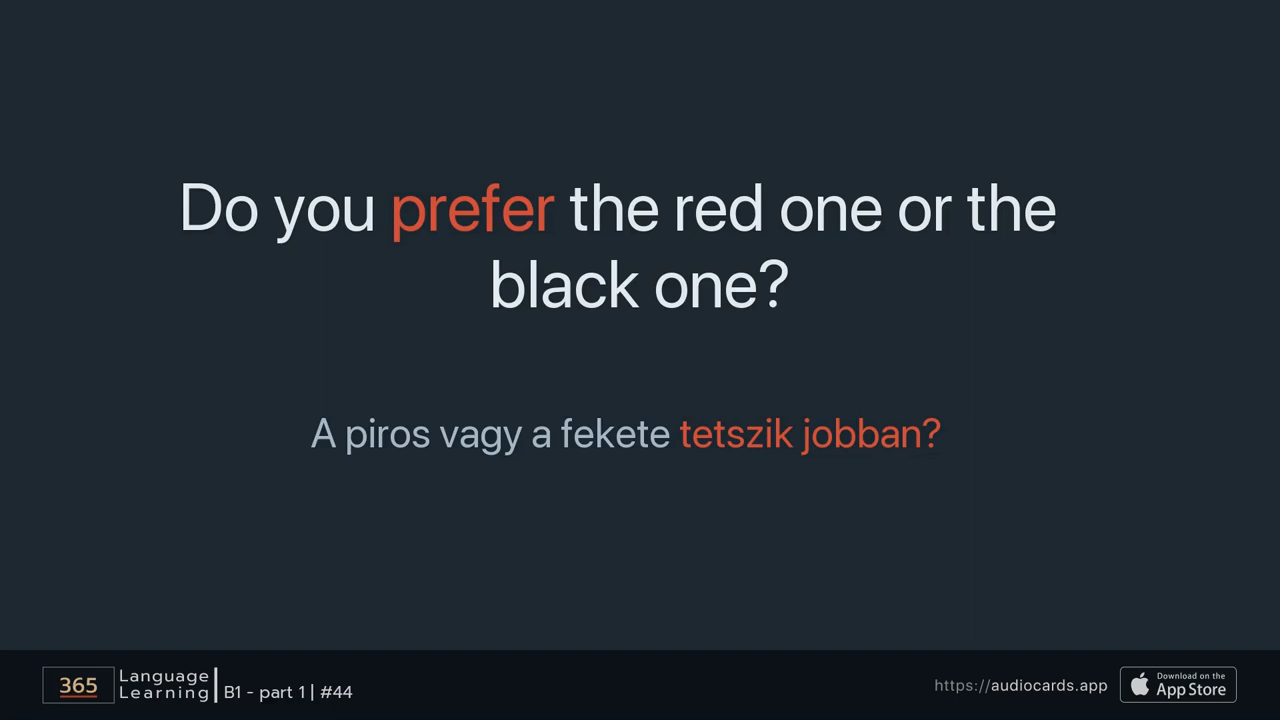 Do you prefer the red one or the
black one?
A piros vagy a fekete tetszik jobban?
365 Language
Learning
B1 - part 1 | #44
https://audiocards.app
Download on the
App Store